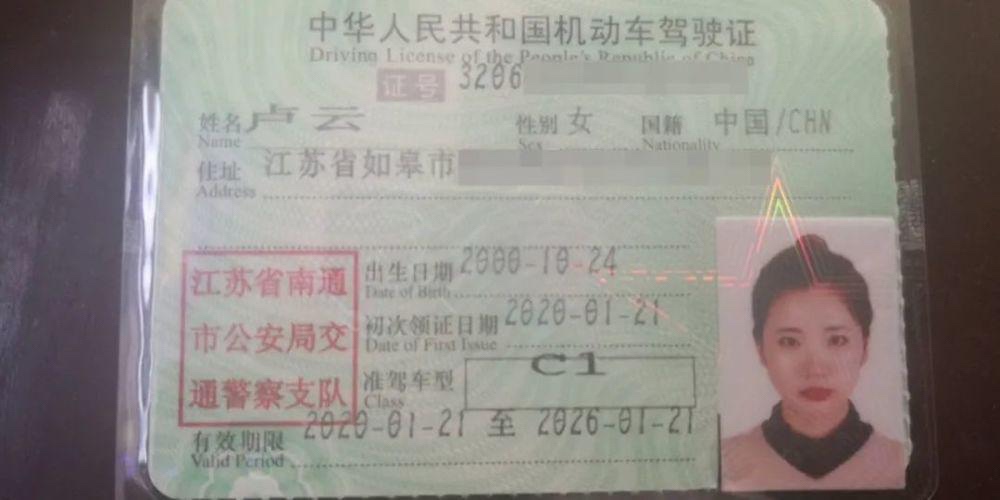 中华人民共和国机动车驾驶证
Driving License of the People's Republic of China
证号 3206
姓名 卢云 性别 女 国籍 中国/CHN
Name Sex Nationality
住址 江苏省如皋市
Address
江苏省南通
市公安局交
通警察支队
出生日期 2000-10-24
Date of Birth
初次领证日期 2020-01-21
Date of First Issue
准驾车型 C1
Class
有效期限 2020-01-21 至 2026-01-21
Valid Period